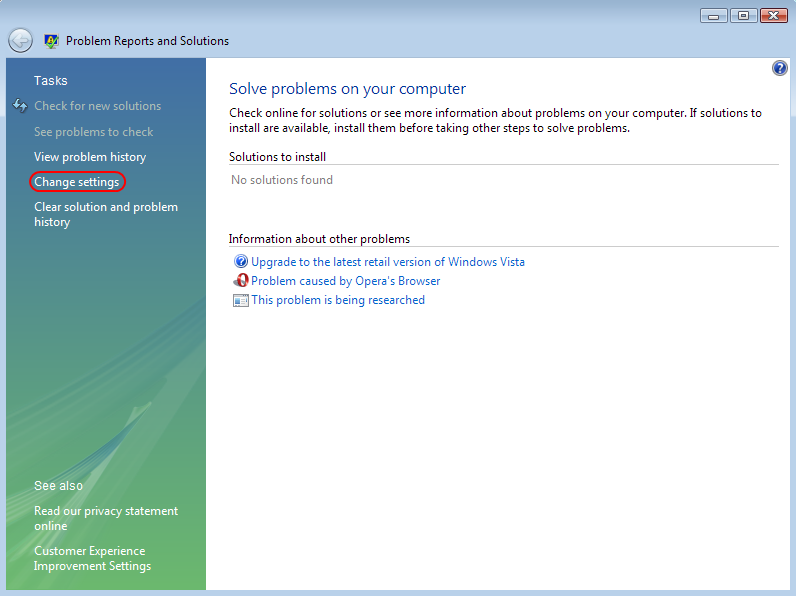 Problem Reports and Solutions
Tasks
Check for new solutions
See problems to check
View problem history
Change settings
Clear solution and problem
history
See also
Read our privacy statement
online
Customer Experience
Improvement Settings
Solve problems on your computer
Check online for solutions or see more information about problems on your computer. If solutions to
install are available, install them before taking other steps to solve problems.
Solutions to install
No solutions found
Information about other problems
Upgrade to the latest retail version of Windows Vista
Problem caused by Opera's Browser
This problem is being researched